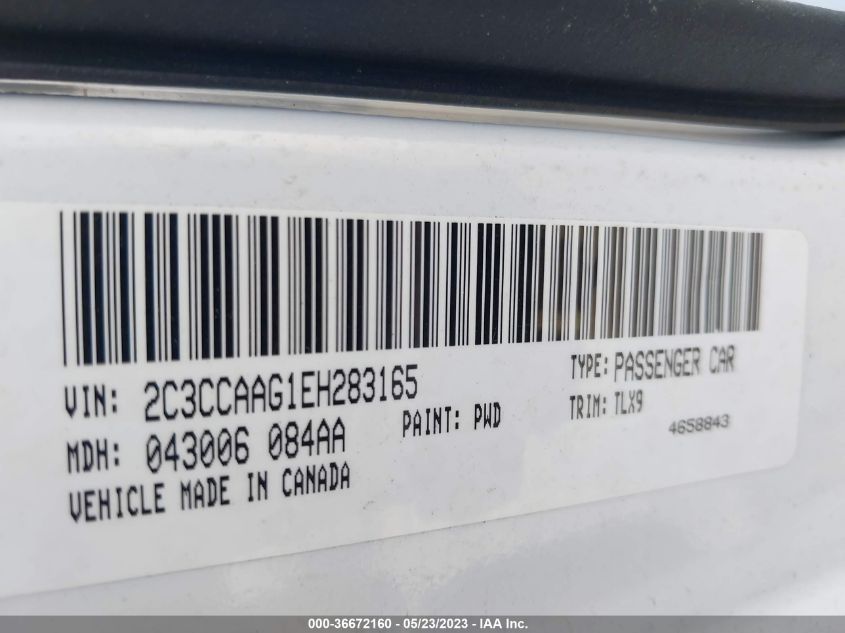 VIN: 2C3CCAAG1EH283165
TYPE: PASSENGER CAR
MDH: 043006 084AA
PAINT: PWD
TRIM: TLX9
4658843
VEHICLE MADE IN CANADA
000-36672160 - 05/23/2023 - © IAA, Inc.